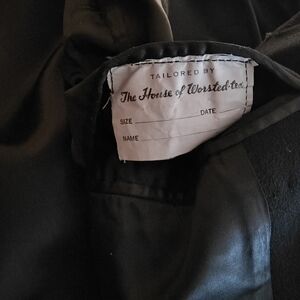 TAILORED BY
The House of Worsted-tex
SIZE DATE
NAME